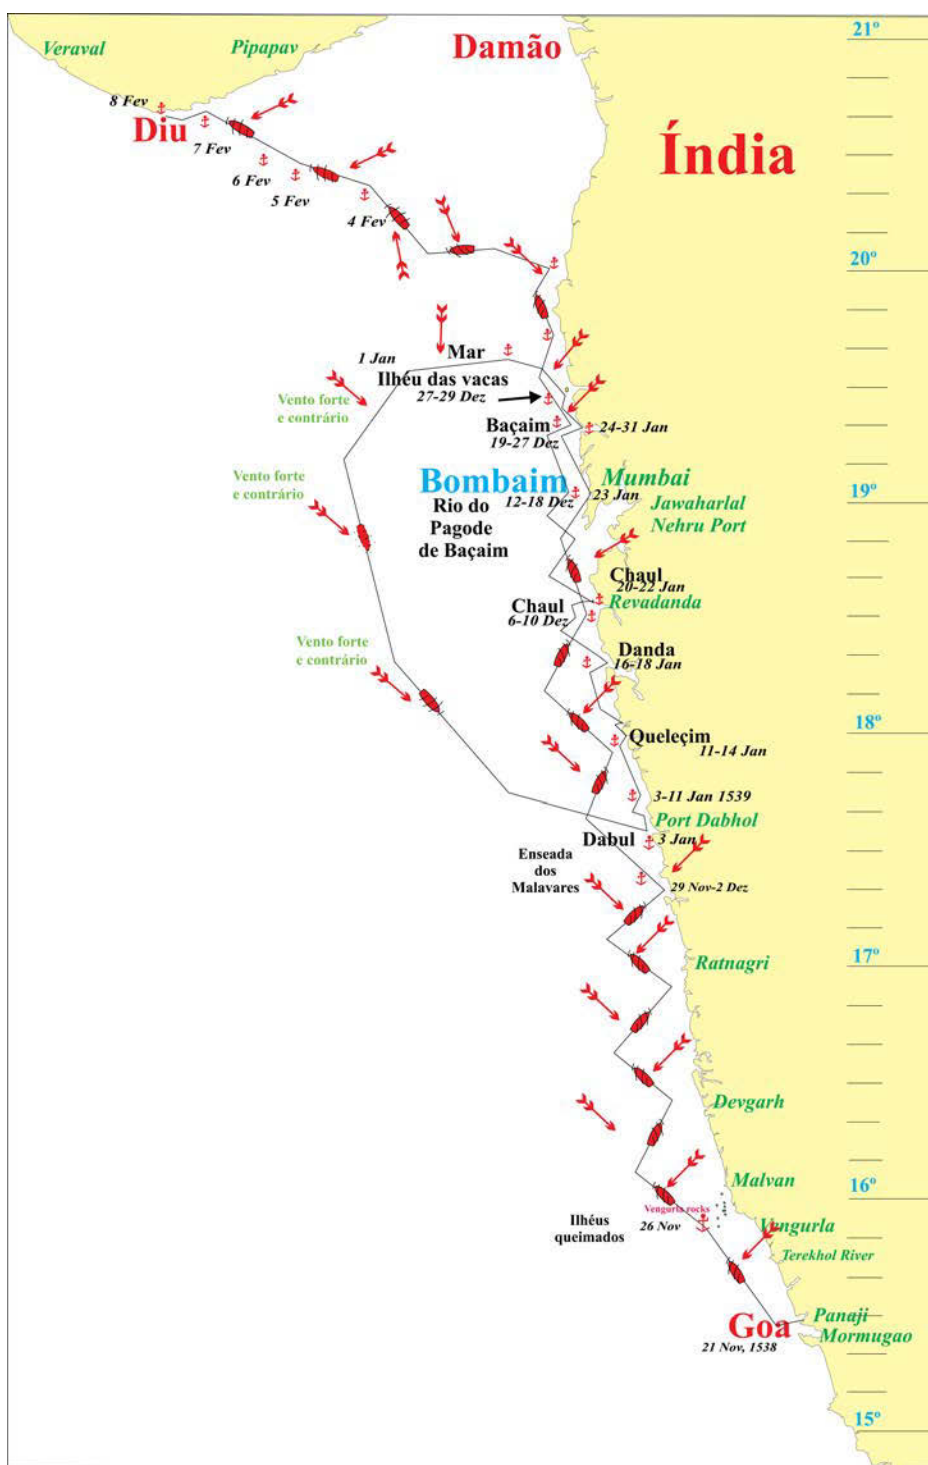 21º
Damão
Veraval
Pipapav
8 Fev
Diu
Índia
7 Fev
6 Fev
5 Fev
4 Fev
20º
1 Jan
Mar
Ilhéu das vacas
27-29 Dez
Vento forte
e contrário
Baçaim
19-27 Dez
24-31 Jan
Vento forte
e contrário
Bombaim
12-18 Dez
Mumbai
23 Jan
19º
Rio do
Pagode
de Baçaim
Jawaharlal
Nehru Port
Chaul
20-22 Jan
Revadanda
Chaul
6-10 Dez
Vento forte
e contrário
Danda
16-18 Jan
18º
Queleçim
11-14 Jan
3-11 Jan 1539
Port Dabhol
Dabul
3 Jan
Enseada
dos
Malavares
29 Nov-2 Dez
17º
Ratnagri
Devgarh
Malvan
16º
Vengurla rocks
26 Nov
Ilhéus
queimados
Vengurla
Terekhol River
Goa
Panaji
Mormugao
21 Nov, 1538
15º